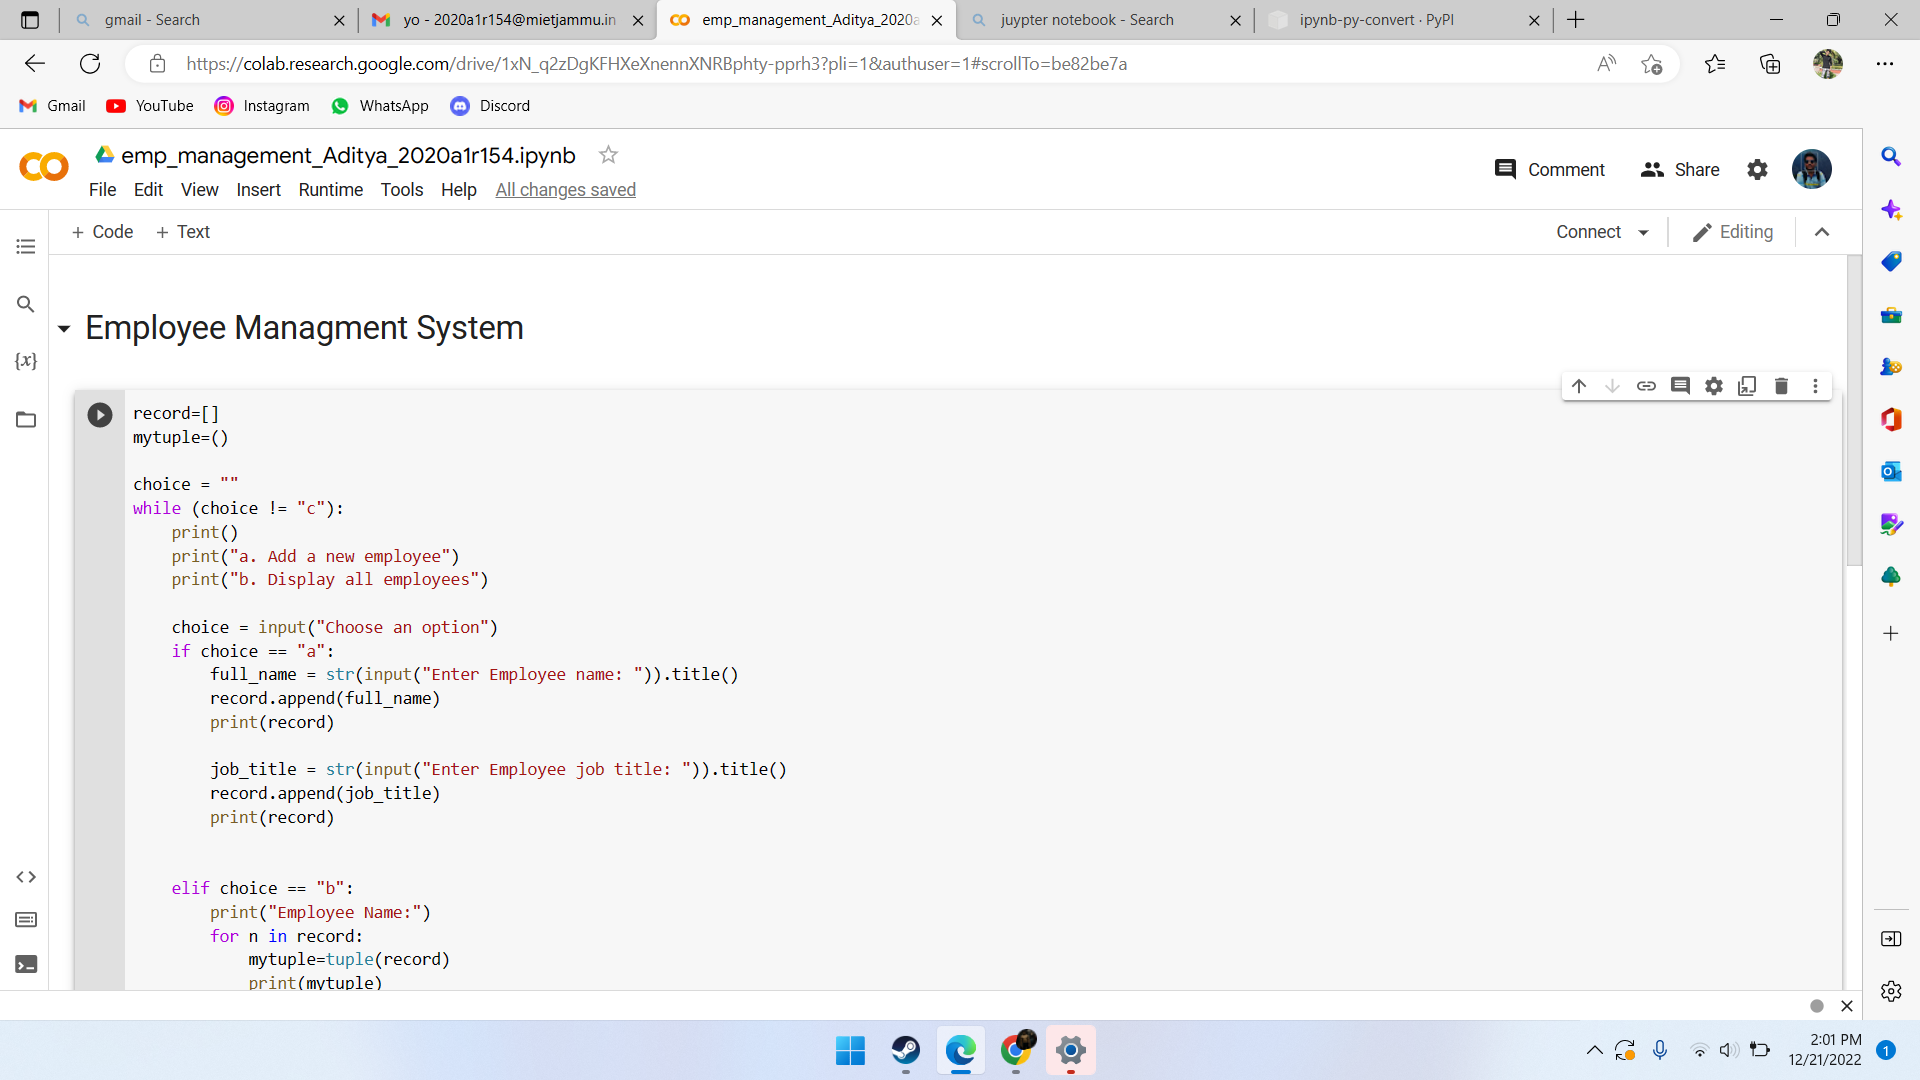 gmail - Search
yo - 2020a1r154@mietjammu.in
emp_management_Aditya_2020a
juypter notebook - Search
ipynb-py-convert · PyPI
https://colab.research.google.com/drive/1xN_q2zDgKFHXeXnennXNRBphty-pprh3?pli=1&authuser=1#scrollTo=be82be7a
Gmail YouTube Instagram WhatsApp Discord
emp_management_Aditya_2020a1r154.ipynb
File Edit View Insert Runtime Tools Help All changes saved
Comment Share
+ Code + Text
Connect Editing
Employee Managment System
{x}
record=[]
mytuple=()
choice = ""
while (choice != "c"):
    print()
    print("a. Add a new employee")
    print("b. Display all employees")
    choice = input("Choose an option")
    if choice == "a":
        full_name = str(input("Enter Employee name: ")).title()
        record.append(full_name)
        print(record)
        job_title = str(input("Enter Employee job title: ")).title()
        record.append(job_title)
        print(record)
    elif choice == "b":
        print("Employee Name:")
        for n in record:
            mytuple=tuple(record)
            print(mytuple)
2:01 PM
12/21/2022
1